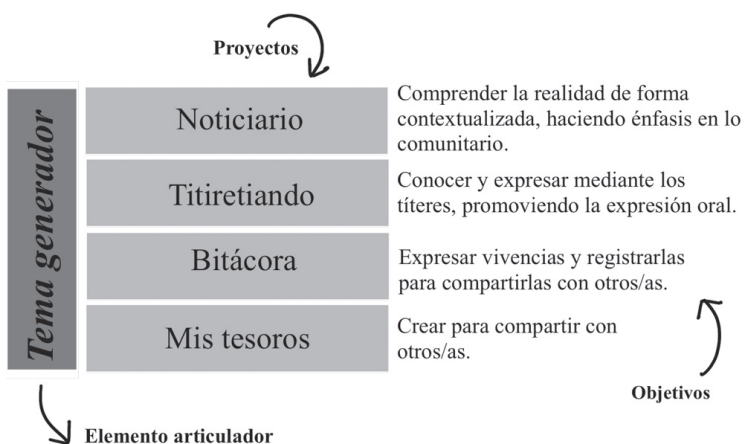 Proyectos
Tema generador
Noticiario
Comprender la realidad de forma
contextualizada, haciendo énfasis en lo
comunitario.
Titiretiando
Conocer y expresar mediante los
títeres, promoviendo la expresión oral.
Bitácora
Expresar vivencias y registrarlas
para compartirlas con otros/as.
Mis tesoros
Crear para compartir con
otros/as.
Objetivos
Elemento articulador